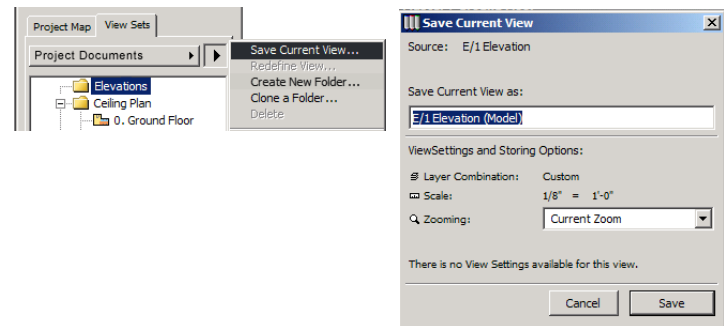 Project Map View Sets
Project Documents
Elevations
Ceiling Plan
0. Ground Floor
Save Current View...
Redefine View...
Create New Folder...
Clone a Folder...
Delete
Save Current View
Source: E/1 Elevation
Save Current View as:
E/1 Elevation (Model)
ViewSettings and Storing Options:
Layer Combination: Custom
Scale: 1/8" = 1'-0"
Zooming: Current Zoom
There is no View Settings available for this view.
Cancel Save